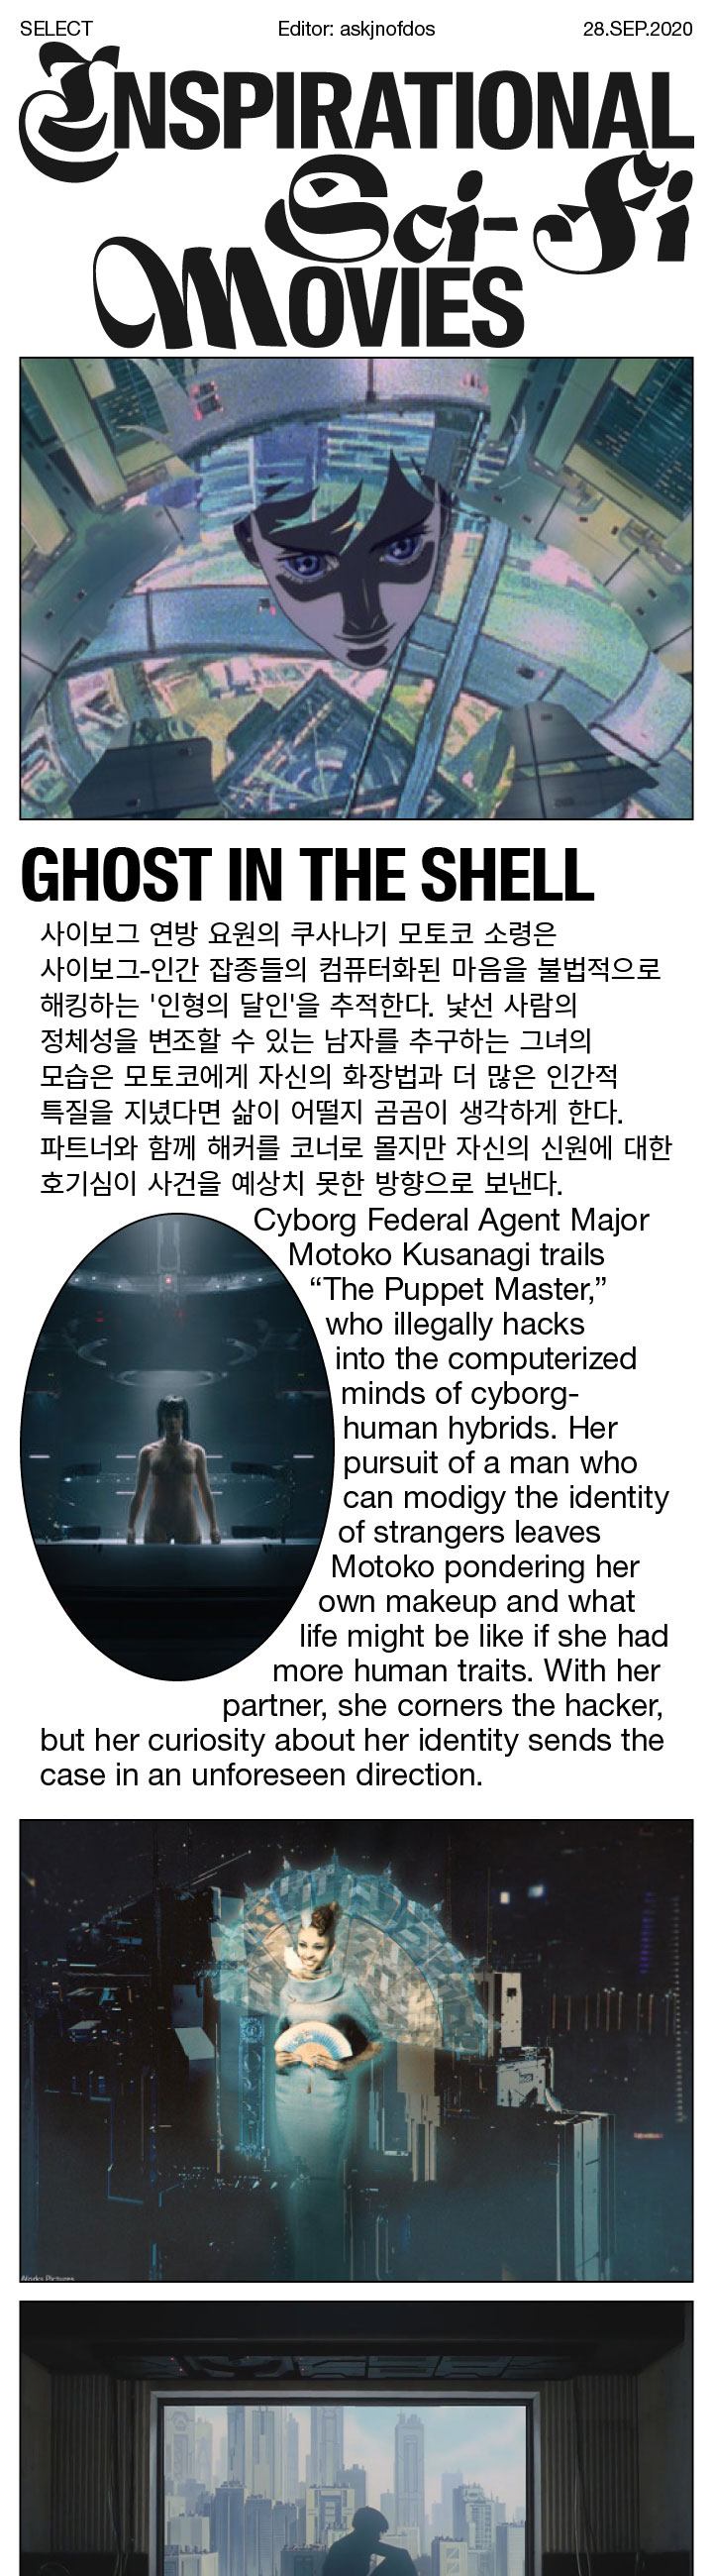 SELECT
Editor: askjnofdos
28.SEP.2020
INSPIRATIONAL
Sci-Fi
MOVIES
GHOST IN THE SHELL
사이보그 연방 요원의 쿠사나기 모토코 소령은
사이보그-인간 잡종들의 컴퓨터화된 마음을 불법적으로
해킹하는 '인형의 달인'을 추적한다. 낯선 사람의
정체성을 변조할 수 있는 남자를 추구하는 그녀의
모습은 모토코에게 자신의 화장법과 더 많은 인간적
특질을 지녔다면 삶이 어떨지 곰곰이 생각하게 한다.
파트너와 함께 해커를 코너로 몰지만 자신의 신원에 대한
호기심이 사건을 예상치 못한 방향으로 보낸다.
Cyborg Federal Agent Major
Motoko Kusanagi trails
“The Puppet Master,”
who illegally hacks
into the computerized
minds of cyborg-
human hybrids. Her
pursuit of a man who
can modigy the identity
of strangers leaves
Motoko pondering her
own makeup and what
life might be like if she had
more human traits. With her
partner, she corners the hacker,
but her curiosity about her identity sends the
case in an unforeseen direction.
Pictures